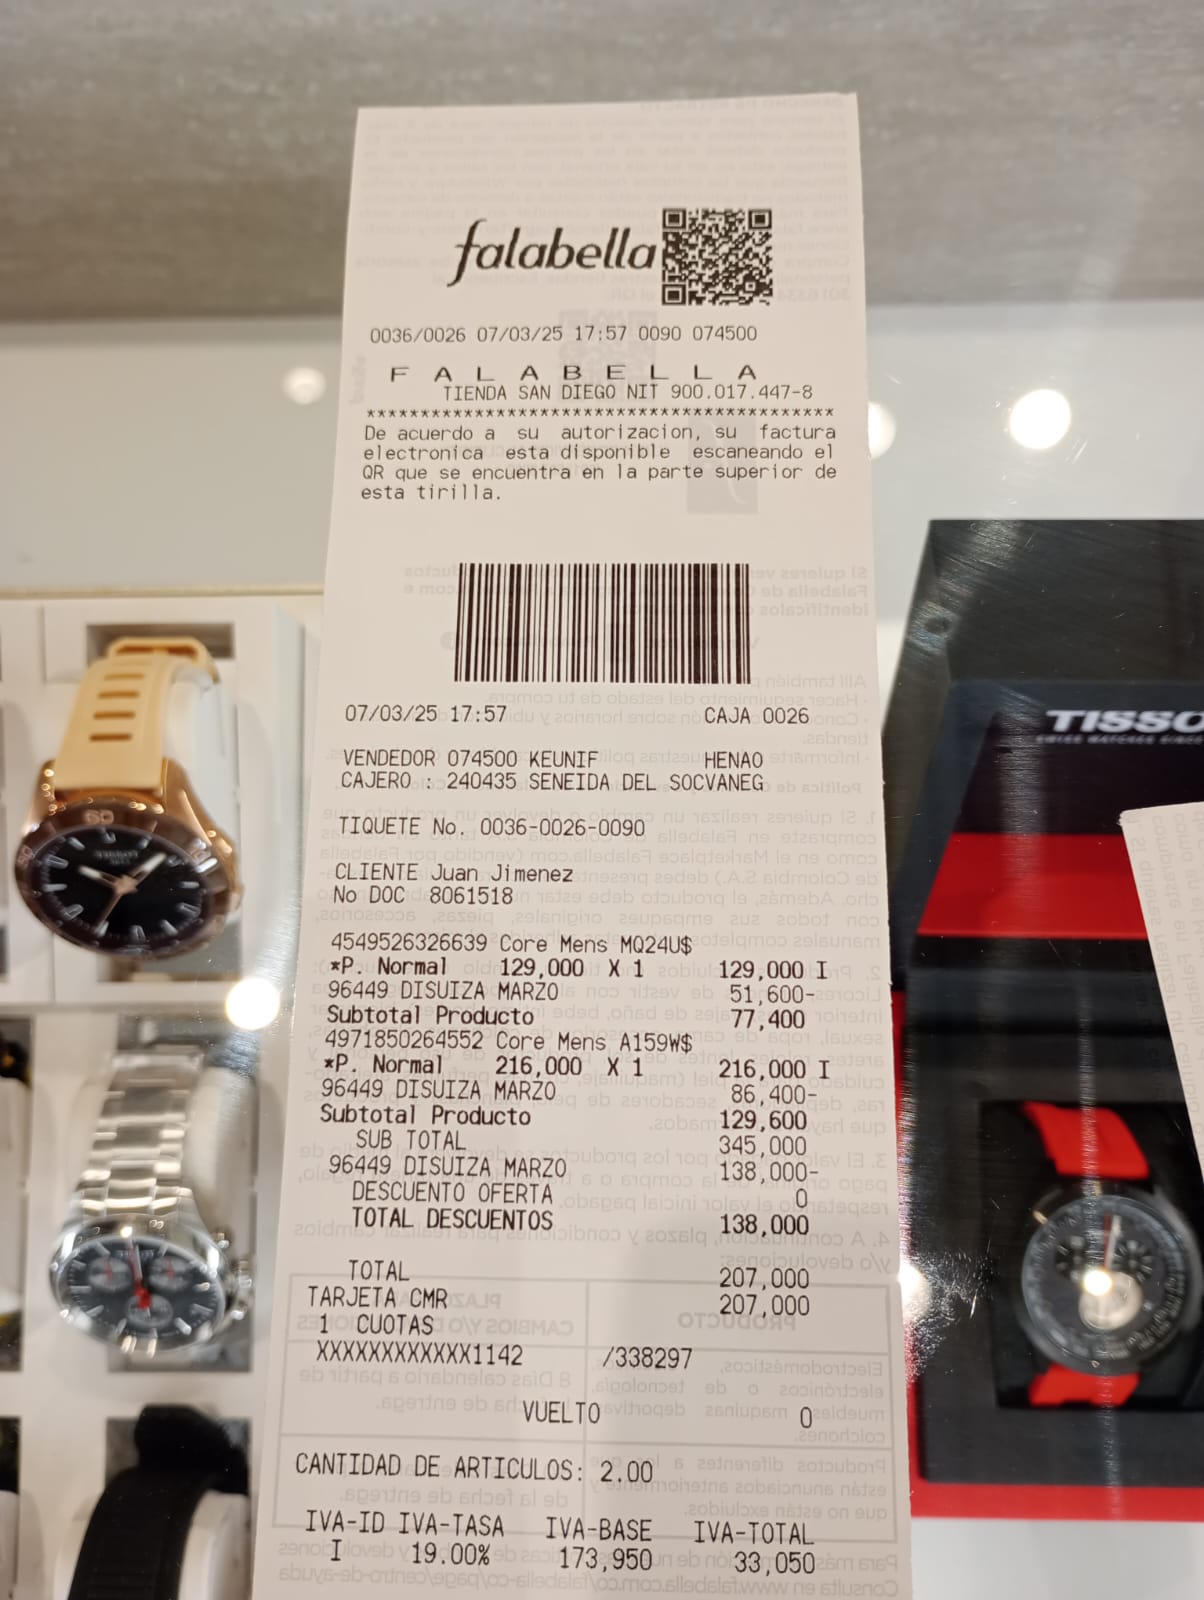 falabella
0036/0026 07/03/25 17:57 0090 074500
F A L A B E L L A
TIENDA SAN DIEGO NIT 900.017.447-8
******************************************
De acuerdo a su autorizacion, su factura
electronica esta disponible escaneando el
QR que se encuentra en la parte superior de
esta tirilla.
07/03/25 17:57 CAJA 0026
VENDEDOR 074500 KEUNIF HENAO
CAJERO : 240435 SENEIDA DEL SOCVANEG
TIQUETE No. 0036-0026-0090
CLIENTE Juan Jimenez
No DOC 8061518
4549526326639 Core Mens MQ24U$
*P. Normal 129,000 X 1 129,000 I
96449 DISUIZA MARZO 51,600-
Subtotal Producto 77,400
4971850264552 Core Mens A159W$
*P. Normal 216,000 X 1 216,000 I
96449 DISUIZA MARZO 86,400-
Subtotal Producto 129,600
SUB TOTAL 345,000
96449 DISUIZA MARZO 138,000-
DESCUENTO OFERTA 0
TOTAL DESCUENTOS 138,000
TOTAL 207,000
TARJETA CMR 207,000
1 CUOTAS
XXXXXXXXXXXX1142 /338297
VUELTO 0
CANTIDAD DE ARTICULOS: 2.00
IVA-ID IVA-TASA IVA-BASE IVA-TOTAL
I 19.00% 173,950 33,050
TISSO
60